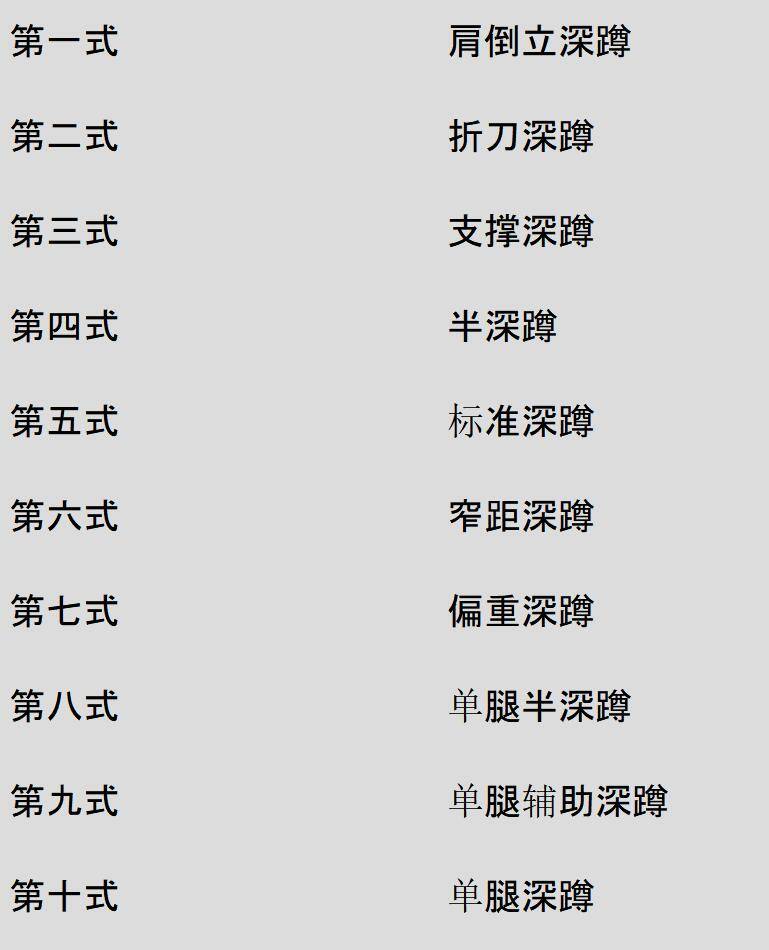 第一式 肩倒立深蹲
第二式 折刀深蹲
第三式 支撑深蹲
第四式 半深蹲
第五式 标准深蹲
第六式 窄距深蹲
第七式 偏重深蹲
第八式 单腿半深蹲
第九式 单腿辅助深蹲
第十式 单腿深蹲